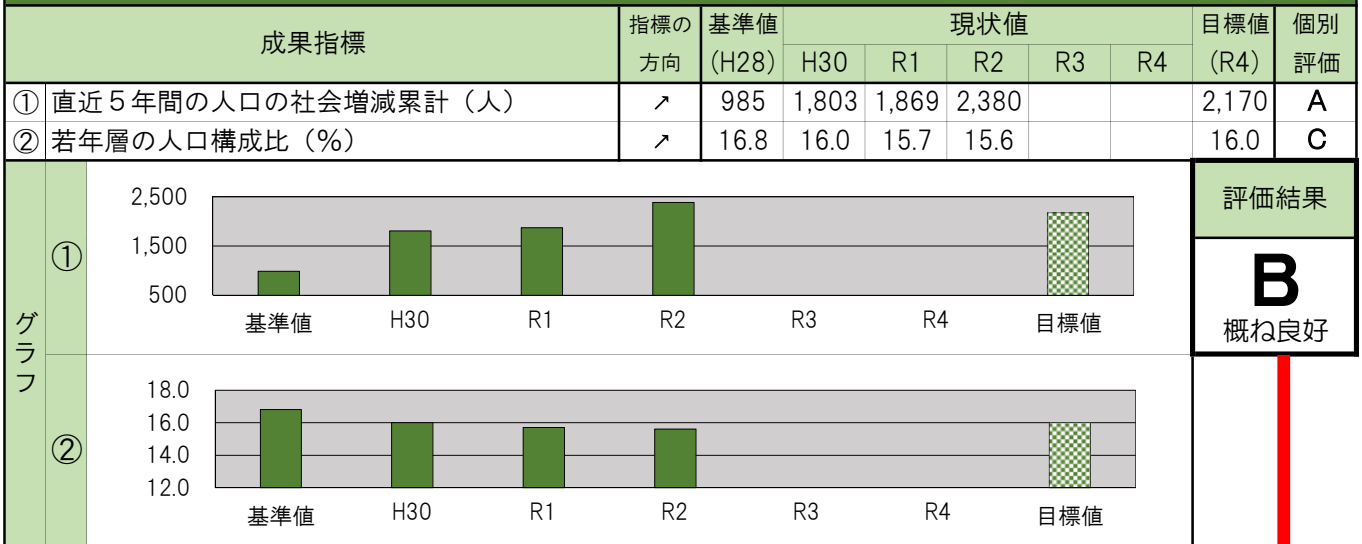 成果指標 指標の方向 基準値(H28) 現状値 目標値(R4) 個別評価
H30 R1 R2 R3 R4
① 直近５年間の人口の社会増減累計（人） ↗ 985 1,803 1,869 2,380 2,170 A
② 若年層の人口構成比（%） ↗ 16.8 16.0 15.7 15.6 16.0 C
グラフ
①
2,500
1,500
500
基準値 H30 R1 R2 R3 R4 目標値
②
18.0
16.0
14.0
12.0
基準値 H30 R1 R2 R3 R4 目標値
評価結果
B
概ね良好